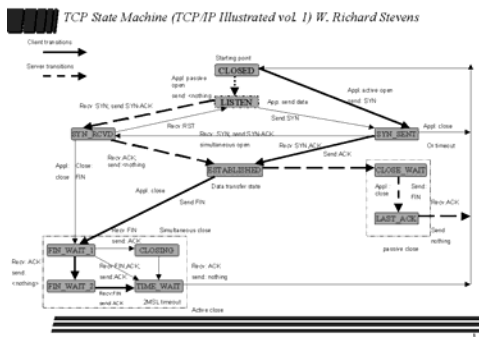 TCP State Machine (TCP/IP Illustrated vol. 1) W. Richard Stevens
Client transitions
Server transitions
Starting point
CLOSED
Appl. passive
open
send: <nothing
Appl: active open
send: SYN
LISTEN
App: send data
Recv: SYN; send SYN-ACK
Send SYN
Recv: RST
SYN_RCVD
Recv: SYN; send SYN-ACK
simultaneous open
SYN_SENT
Appl: close
Or timeout
Recv: ACK;
send: <nothing
Recv: SYN-ACK
Send: ACK
Appl:
close
Close:
FIN
ESTABLISHED
Data transfer state
CLOSE_WAIT
Appl:
close
Send
FIN
Appl: close
Send FIN
Recv: ACK
LAST_ACK
Send
nothing
passive close
Recv: FIN
send: ACK
Simultaneous close
FIN_WAIT_1
CLOSING
Recv: ACK
send:
<nothing>
Recv: FIN,ACK;
send: ACK
Recv: ACK
send: nothing
FIN_WAIT_2
TIME_WAIT
Recv: FIN
send: ACK
2MSL timeout
Active close